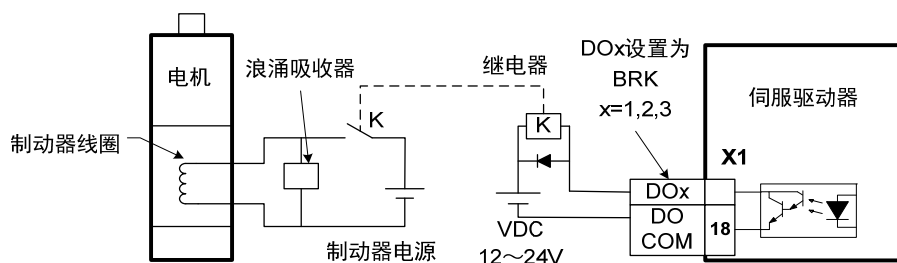 电机
制动器线圈
浪涌吸收器
K
制动器电源
继电器
K
VDC
12～24V
DOx设置为
BRK
x=1,2,3
伺服驱动器
X1
DOx
DO
COM
18